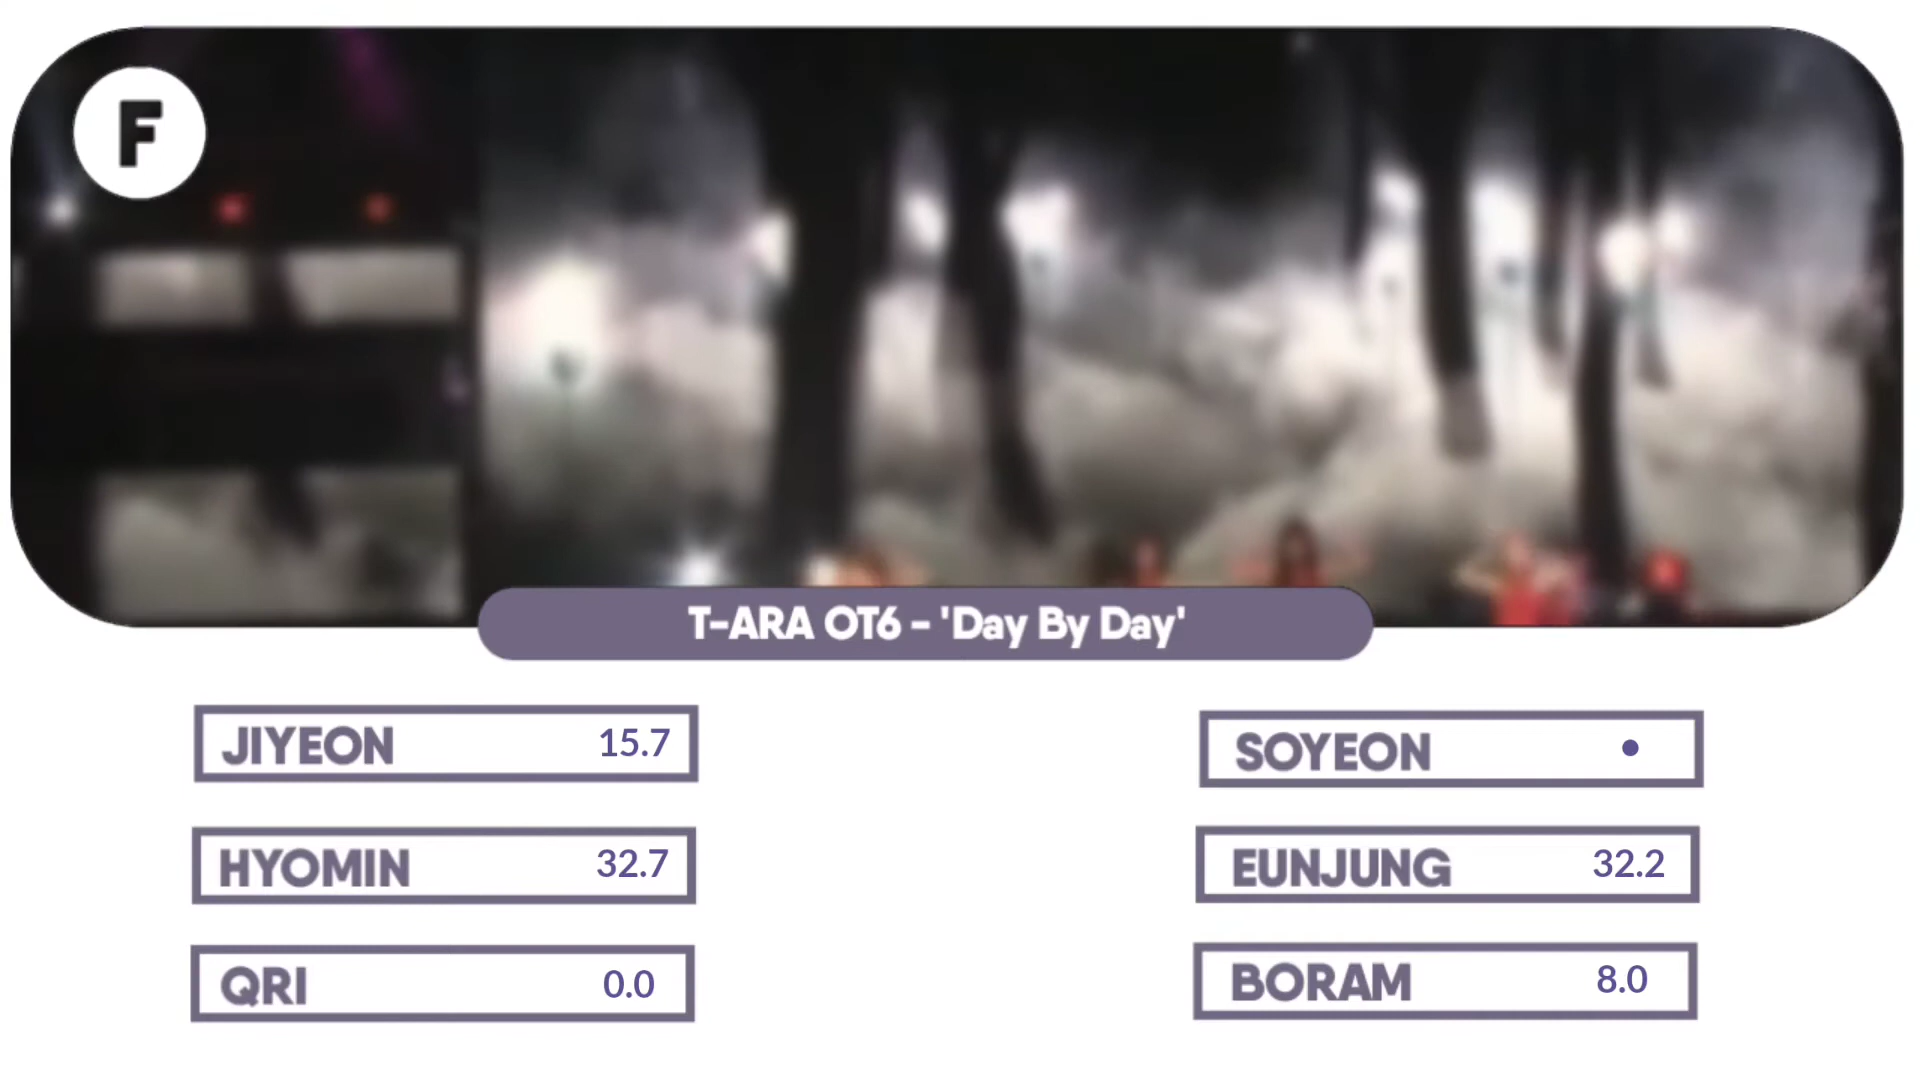 F
T-ARA OT6 - 'Day By Day'
JIYEON 15.7
SOYEON •
HYOMIN 32.7
EUNJUNG 32.2
QRI 0.0
BORAM 8.0